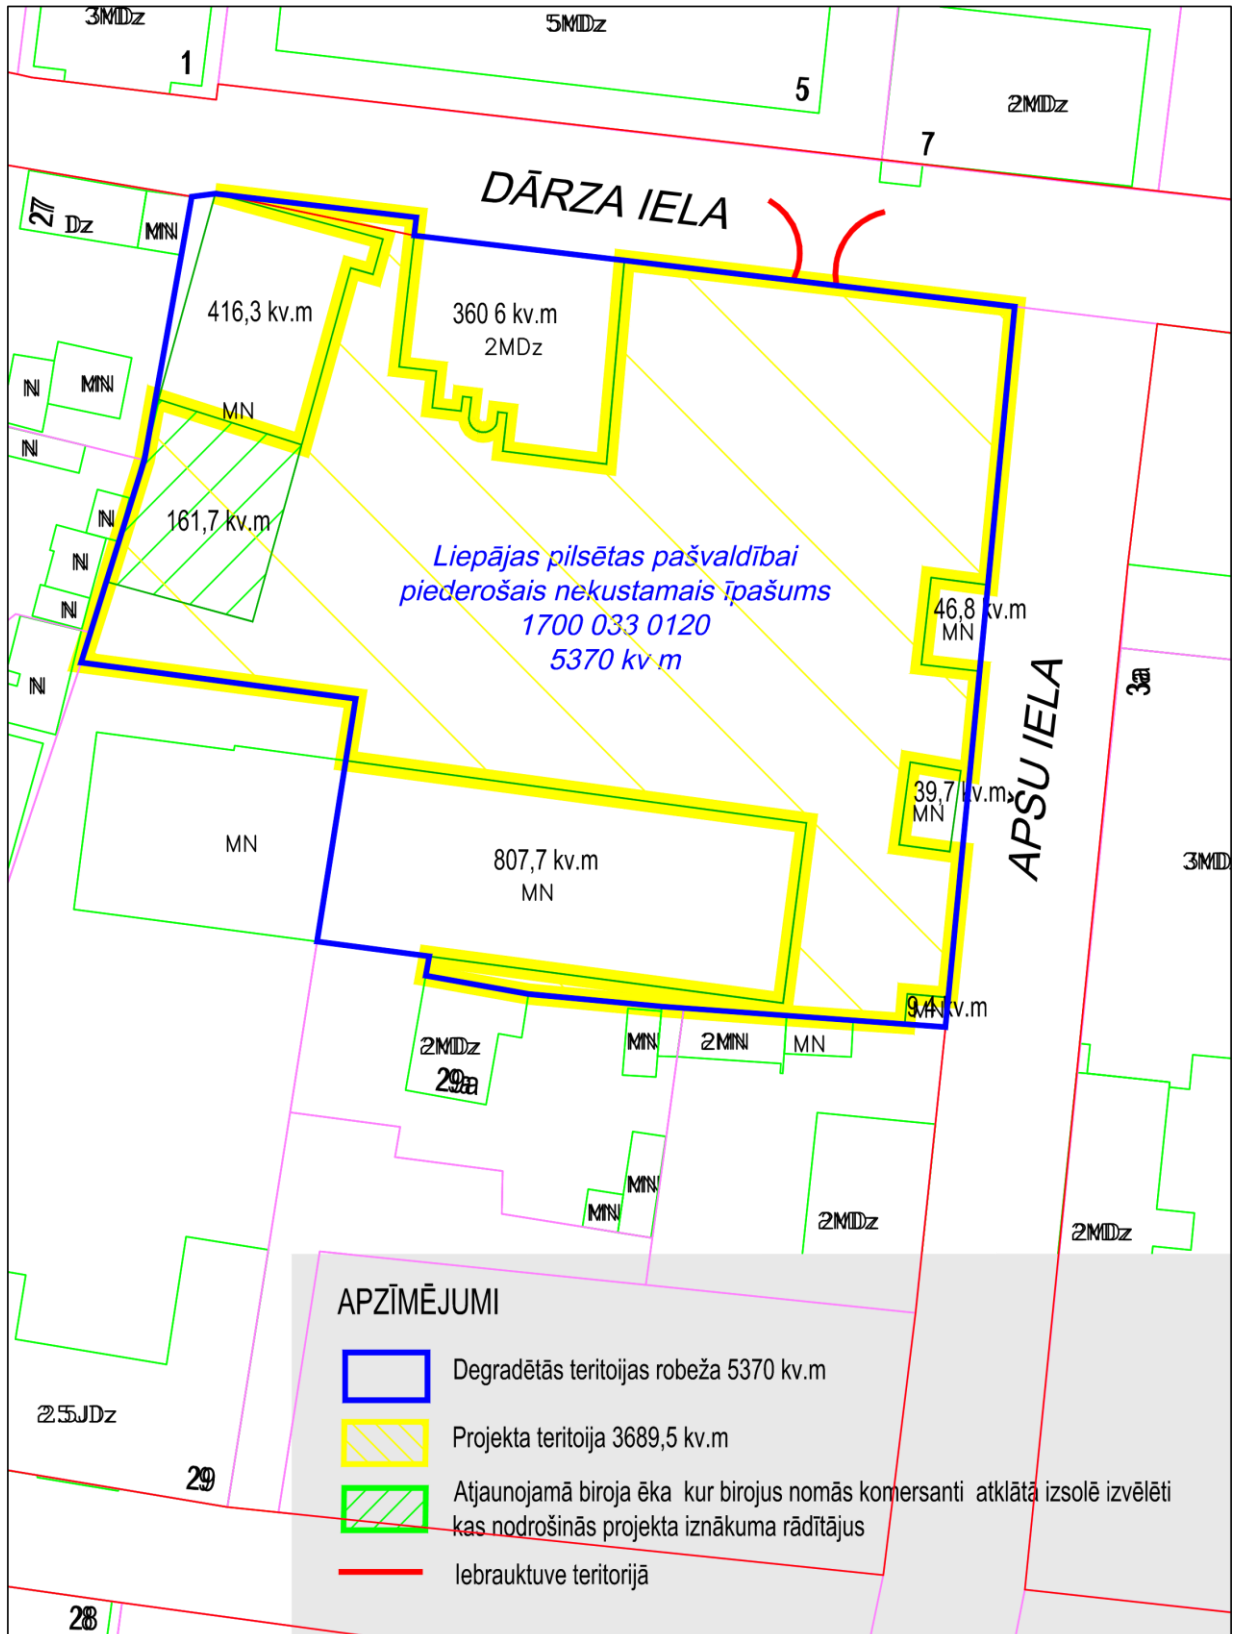 3MDz
5MDz
1
5
2MDz
7
DĀRZA IELA
27
Dz
MN
416,3 kv.m
360 6 kv.m
2MDz
N
MN
MN
N
161,7 kv.m
N
N
N
N
Liepājas pilsētas pašvaldībai
piederošais nekustamais īpašums
1700 033 0120
5370 kv m
46,8 kv.m
MN
3a
APŠU IELA
39,7 kv.m
MN
MN
807,7 kv.m
MN
3MD
9,4 kv.m
MN
2MDz
29a
MN
2MN
MN
MN
MN
2MDz
2MDz
APZĪMĒJUMI
Degradētās teritoijas robeža 5370 kv.m
Projekta teritoija 3689,5 kv.m
Atjaunojamā biroja ēka kur birojus nomās komersanti atklātā izsolē izvēlēti
kas nodrošinās projekta iznākuma rādītājus
Iebrauktuve teritorijā
2.5JDz
29
28